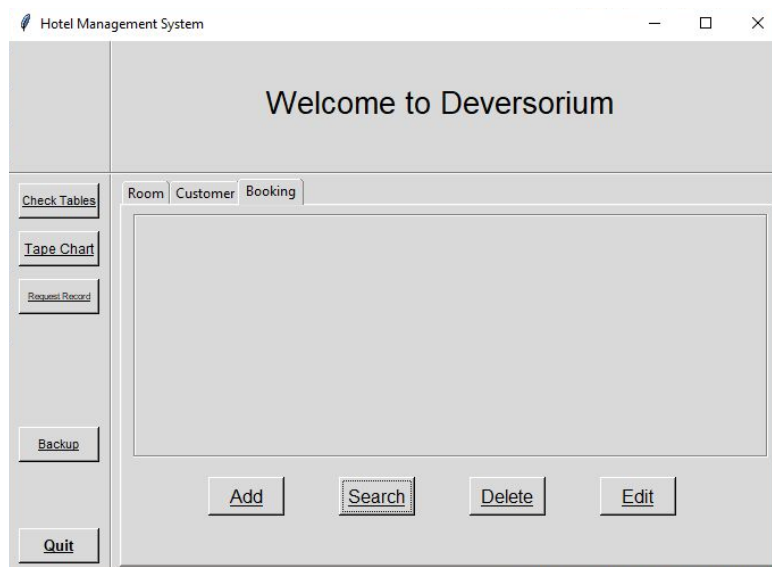 Hotel Management System
Welcome to Deversorium
Check Tables
Tape Chart
Request Record
Backup
Quit
Room Customer Booking
Add Search Delete Edit